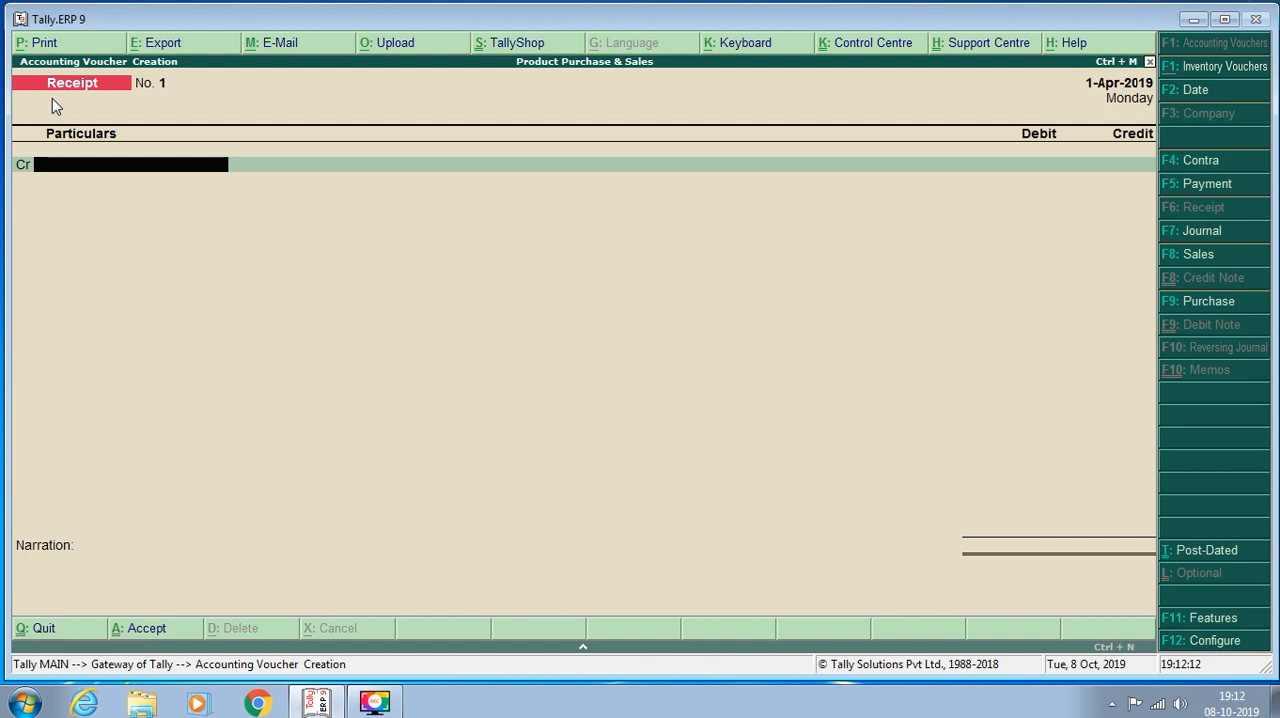 Tally.ERP 9
P: Print E: Export M: E-Mail O: Upload S: TallyShop G: Language K: Keyboard K: Control Centre H: Support Centre H: Help
Accounting Voucher Creation Product Purchase & Sales Ctrl + M
Receipt No. 1 1-Apr-2019
Monday
Particulars Debit Credit
Cr
Narration:
F1: Accounting Vouchers
F1: Inventory Vouchers
F2: Date
F3: Company
F4: Contra
F5: Payment
F6: Receipt
F7: Journal
F8: Sales
F8: Credit Note
F9: Purchase
F9: Debit Note
F10: Reversing Journal
F10: Memos
T: Post-Dated
L: Optional
F11: Features
F12: Configure
Q: Quit A: Accept D: Delete X: Cancel
Ctrl + N
Tally MAIN --> Gateway of Tally --> Accounting Voucher Creation © Tally Solutions Pvt Ltd., 1988-2018 Tue, 8 Oct, 2019 19:12:12
Tally ERP 9
REC
19:12
08-10-2019